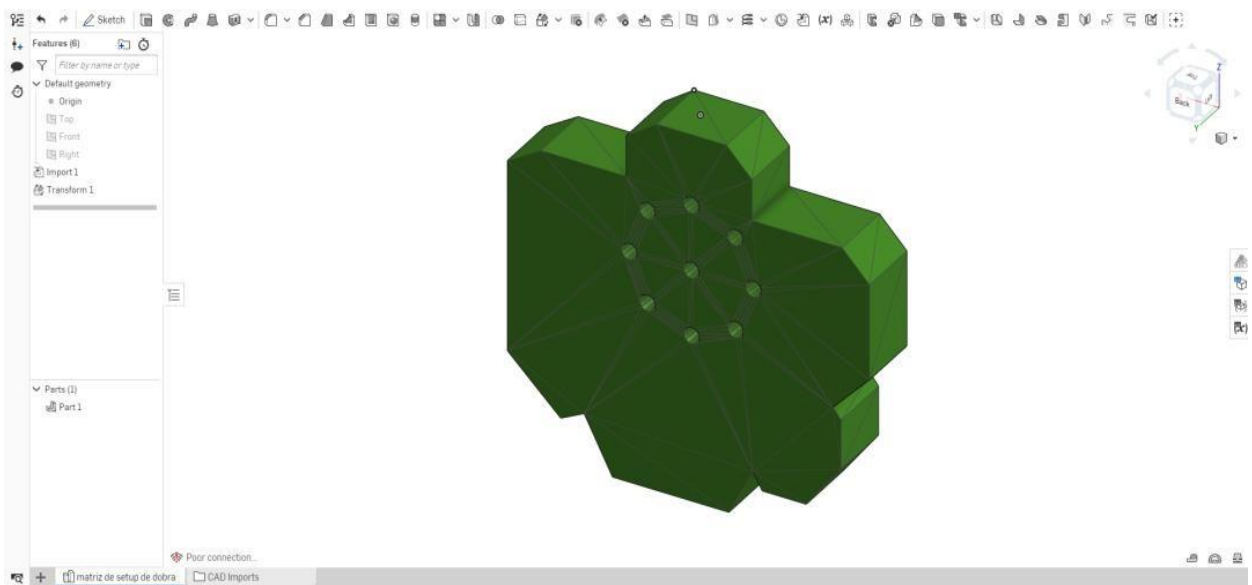 Sketch
Features (6)
Filter by name or type
Default geometry
Origin
Top
Front
Right
Import 1
Transform 1
Parts (1)
Part 1
Z
Back
Y
Poor connection...
matriz de setup de dobra
CAD Imports